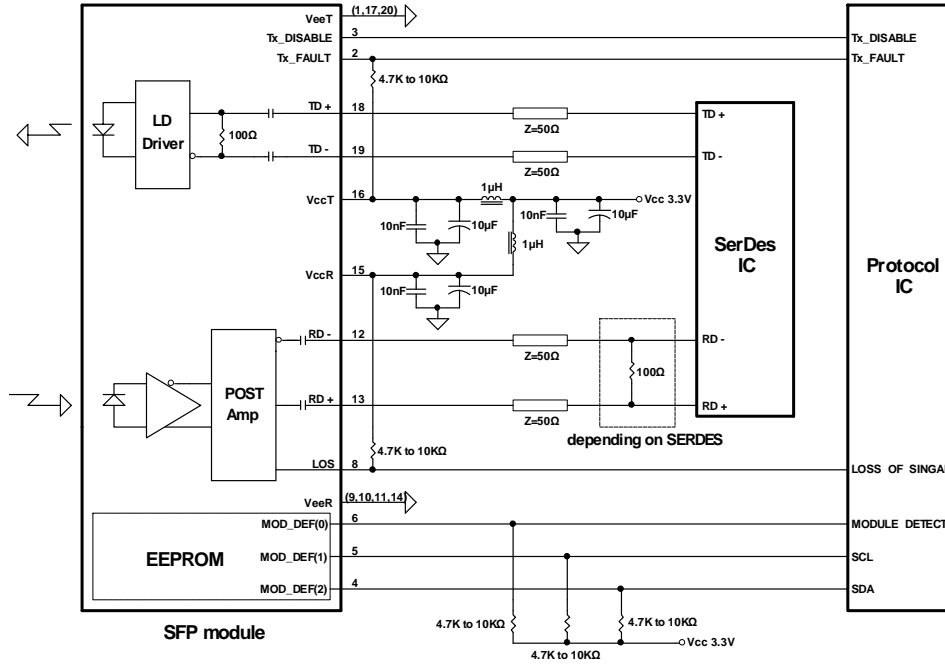 VeeT (1,17,20)
Tx_DISABLE 3 Tx_DISABLE
Tx_FAULT 2 Tx_FAULT
4.7K to 10KΩ
LD
Driver
100Ω
TD + 18 TD +
Z=50Ω
TD - 19 TD -
Z=50Ω
1µH
VccT 16 Vcc 3.3V
10nF 10µF 10nF 10µF
1µH
SerDes
IC
Protocol
IC
VccR 15
10nF 10µF
RD - 12 RD -
Z=50Ω
100Ω
POST
Amp
RD + 13 RD +
Z=50Ω
depending on SERDES
4.7K to 10KΩ
LOS 8 LOSS OF SINGAL
VeeR (9,10,11,14)
MOD_DEF(0) 6 MODULE DETECT
EEPROM
MOD_DEF(1) 5 SCL
MOD_DEF(2) 4 SDA
4.7K to 10KΩ 4.7K to 10KΩ
Vcc 3.3V
4.7K to 10KΩ
SFP module